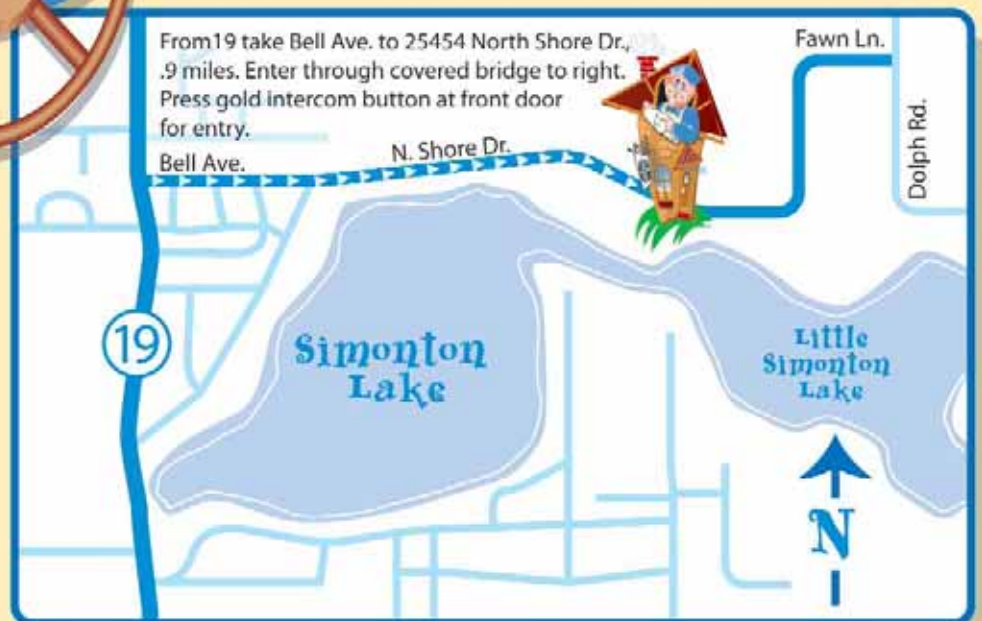 From19 take Bell Ave. to 25454 North Shore Dr.,
.9 miles. Enter through covered bridge to right.
Press gold intercom button at front door
for entry.
Fawn Ln.
Dolph Rd.
Bell Ave.
N. Shore Dr.
19
Simonton
Lake
Little
Simonton
Lake
N